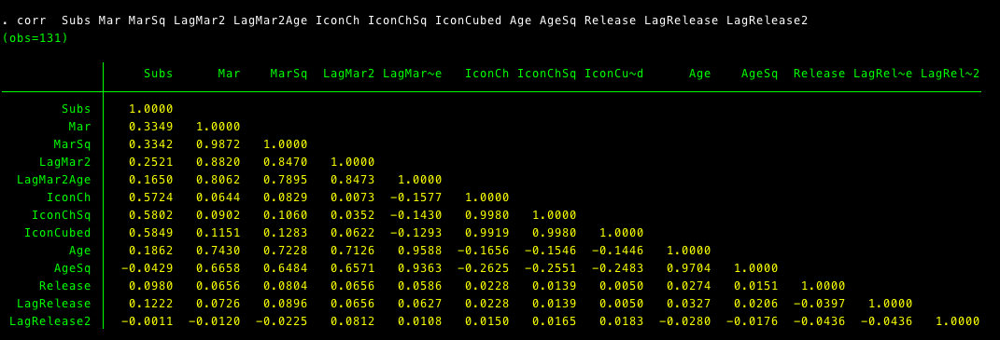 . corr  Subs Mar MarSq LagMar2 LagMar2Age IconCh IconChSq IconCubed Age AgeSq Release LagRelease LagRelease2
(obs=131)
Subs Mar MarSq LagMar2 LagMar~e IconCh IconChSq IconCu~d Age AgeSq Release LagRel~e LagRel~2
Subs 1.0000
Mar 0.3349 1.0000
MarSq 0.3342 0.9872 1.0000
LagMar2 0.2521 0.8820 0.8470 1.0000
LagMar2Age 0.1650 0.8062 0.7895 0.8473 1.0000
IconCh 0.5724 0.0644 0.0829 0.0073 -0.1577 1.0000
IconChSq 0.5802 0.0902 0.1060 0.0352 -0.1430 0.9980 1.0000
IconCubed 0.5849 0.1151 0.1283 0.0622 -0.1293 0.9919 0.9980 1.0000
Age 0.1862 0.7430 0.7228 0.7126 0.9588 -0.1656 -0.1546 -0.1446 1.0000
AgeSq -0.0429 0.6658 0.6484 0.6571 0.9363 -0.2625 -0.2551 -0.2483 0.9704 1.0000
Release 0.0980 0.0656 0.0804 0.0656 0.0586 0.0228 0.0139 0.0050 0.0274 0.0151 1.0000
LagRelease 0.1222 0.0726 0.0896 0.0656 0.0627 0.0228 0.0139 0.0050 0.0327 0.0206 -0.0397 1.0000
LagRelease2 -0.0011 -0.0120 -0.0225 0.0812 0.0108 0.0150 0.0165 0.0183 -0.0280 -0.0176 -0.0436 -0.0436 1.0000